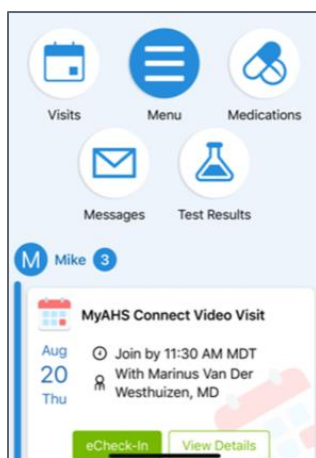 Visits
Menu
Medications
Messages
Test Results
M Mike 3
MyAHS Connect Video Visit
Aug
20
Thu
Join by 11:30 AM MDT
With Marinus Van Der
Westhuizen, MD
eCheck-In
View Details